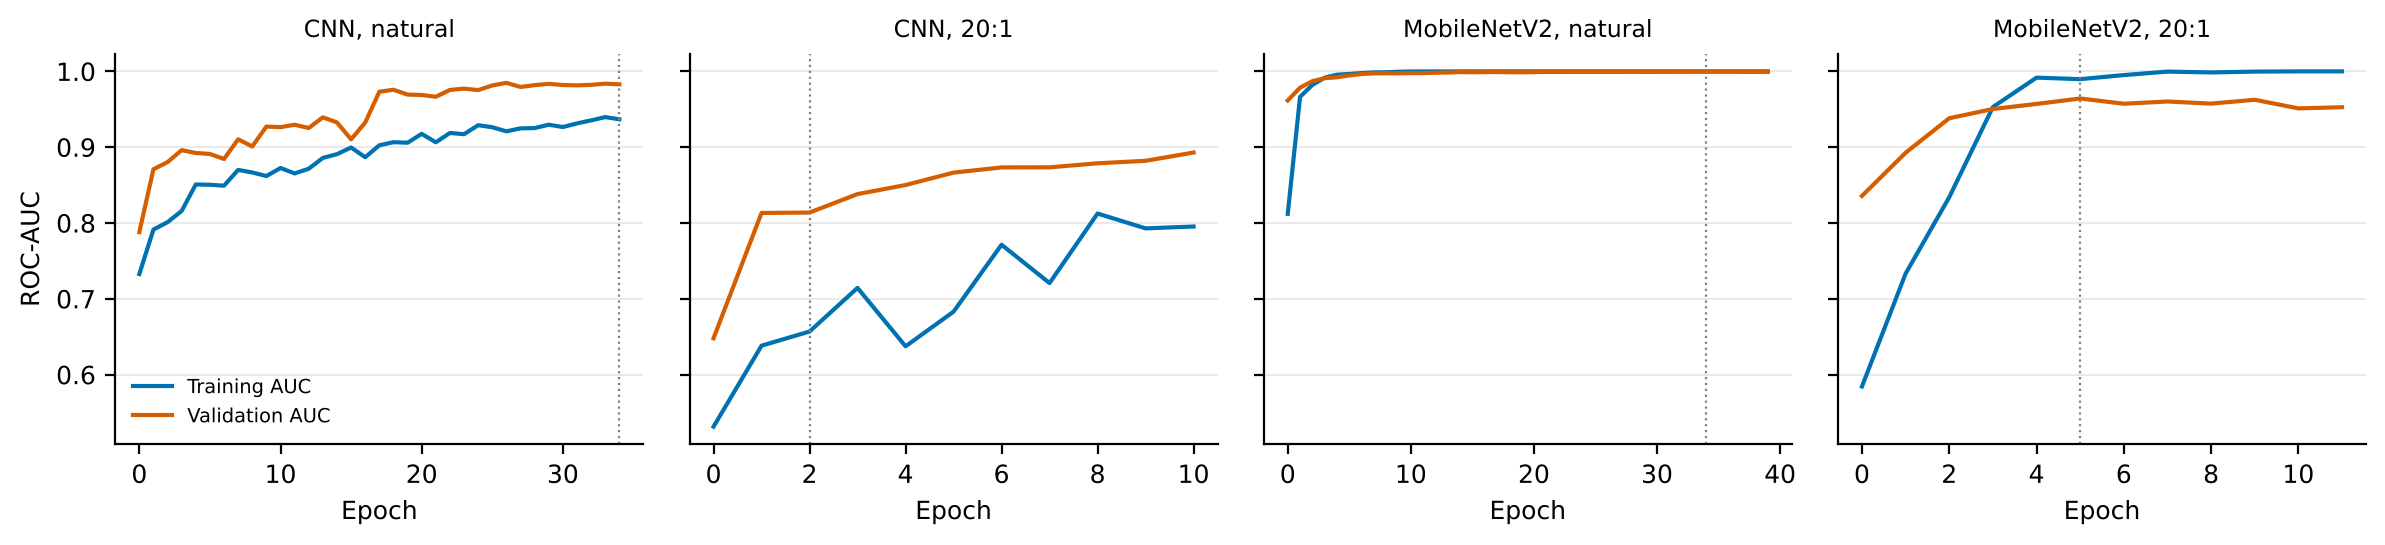 CNN, natural
CNN, 20:1
MobileNetV2, natural
MobileNetV2, 20:1
ROC-AUC
1.0
0.9
0.8
0.7
0.6
Training AUC
Validation AUC
0 10 20 30
0 2 4 6 8 10
0 10 20 30 40
0 2 4 6 8 10
Epoch
Epoch
Epoch
Epoch